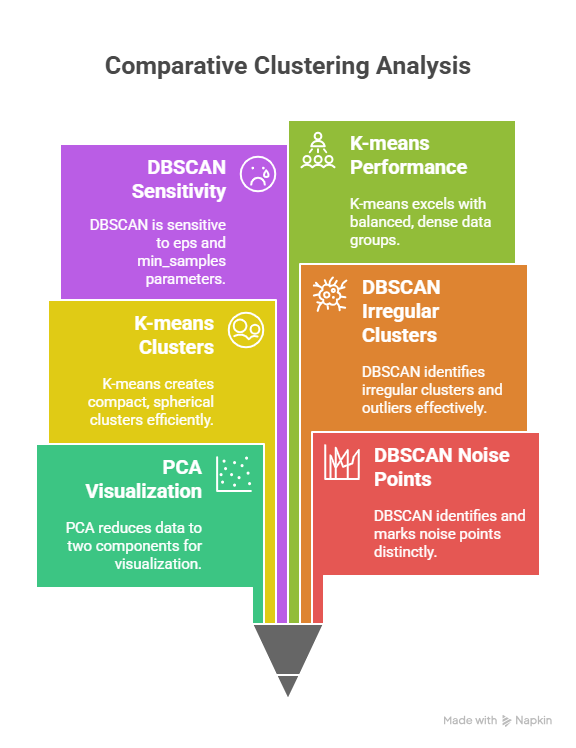 Comparative Clustering Analysis
DBSCAN
Sensitivity
DBSCAN is sensitive
to eps and
min_samples
parameters.
K-means
Performance
K-means excels with
balanced, dense data
groups.
K-means
Clusters
K-means creates
compact, spherical
clusters efficiently.
DBSCAN
Irregular
Clusters
DBSCAN identifies
irregular clusters and
outliers effectively.
PCA
Visualization
PCA reduces data to
two components for
visualization.
DBSCAN Noise
Points
DBSCAN identifies and
marks noise points
distinctly.
Made with Napkin